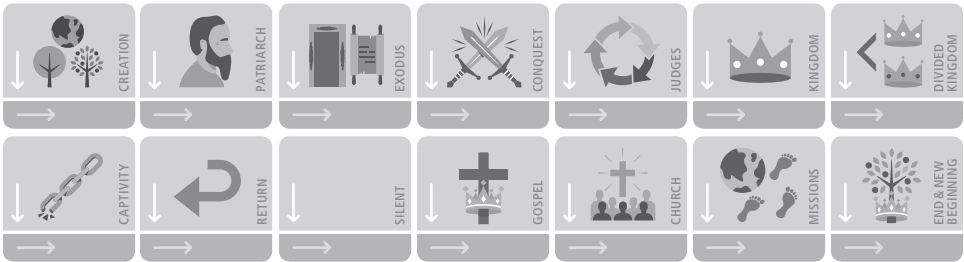 CREATION
PATRIARCH
EXODUS
CONQUEST
JUDGES
KINGDOM
DIVIDED
KINGDOM
CAPTIVITY
RETURN
SILENT
GOSPEL
CHURCH
MISSIONS
END & NEW
BEGINNING